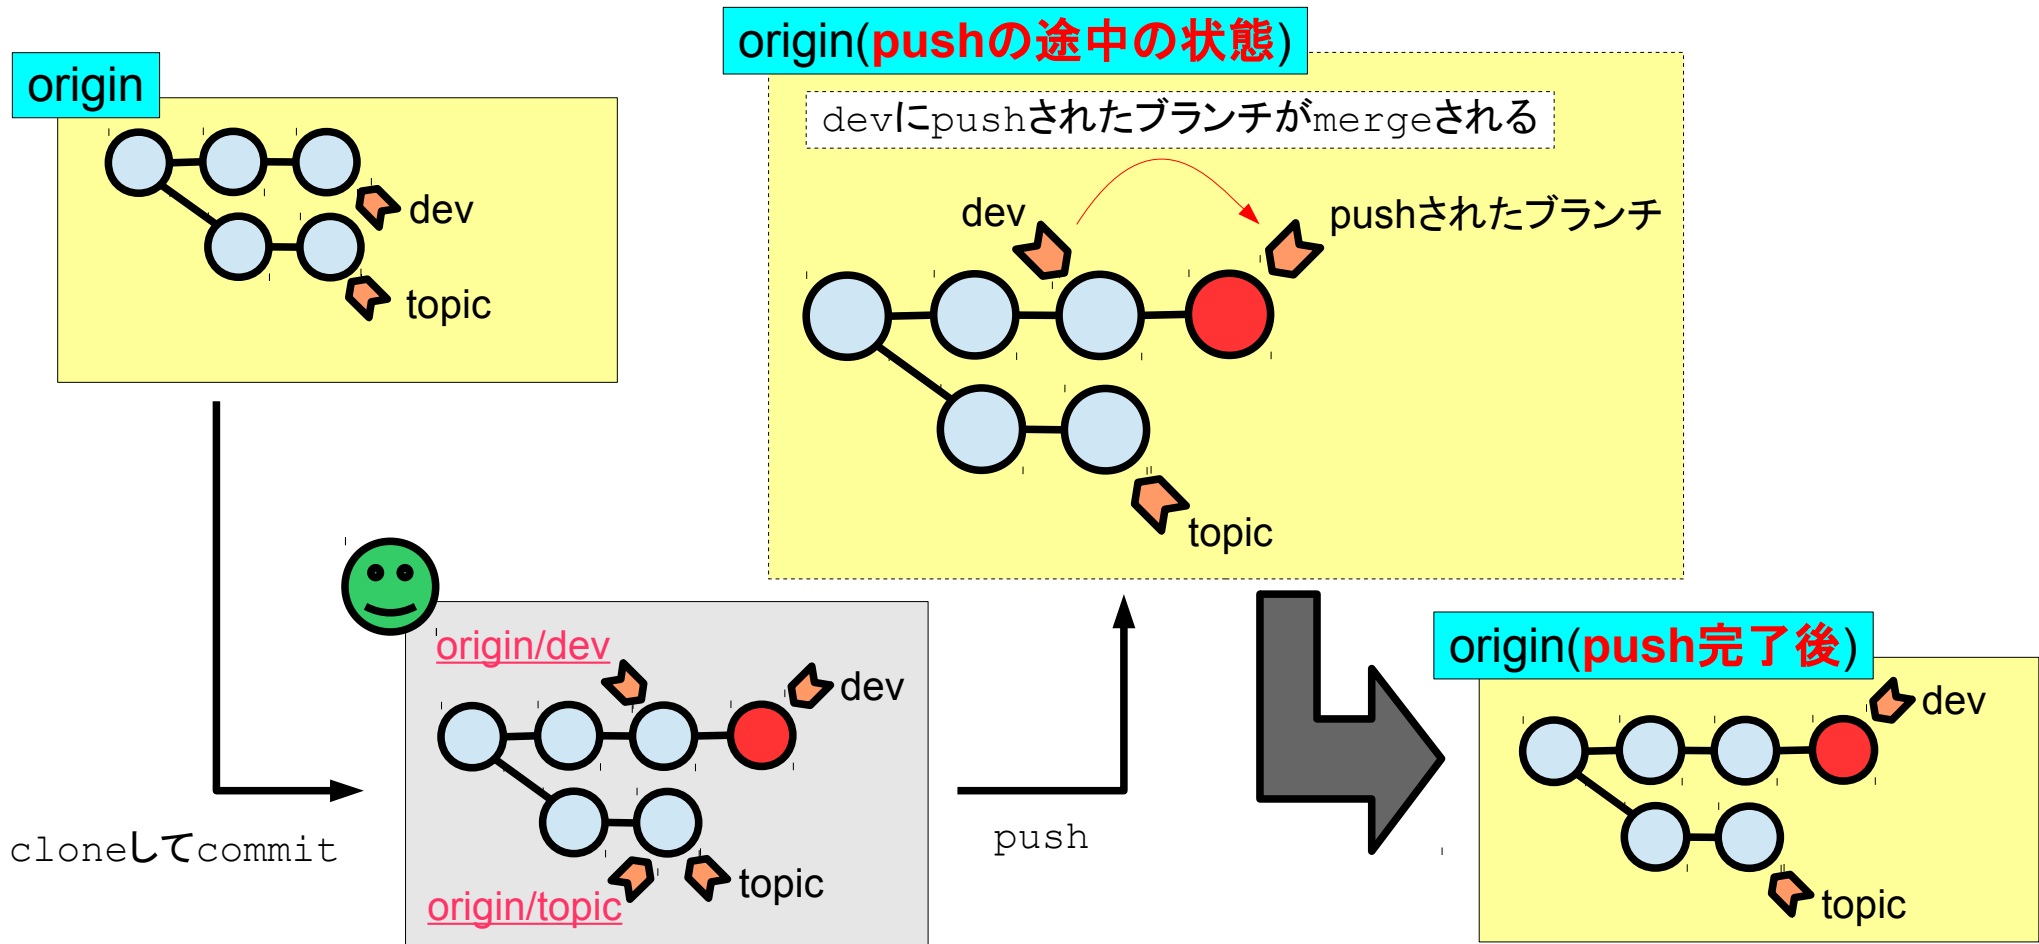 origin
dev
topic
cloneしてcommit
origin/dev
dev
topic
origin/topic
push
origin(pushの途中の状態)
devにpushされたブランチがmergeされる
dev
pushされたブランチ
topic
origin(push完了後)
dev
topic